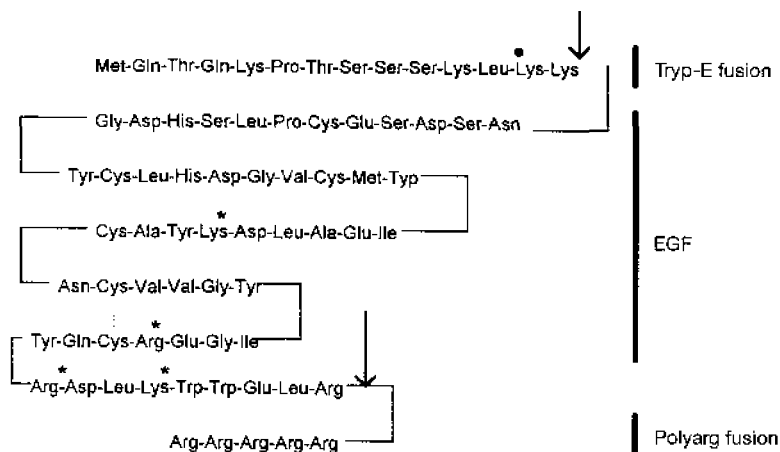 Met-Gln-Thr-Gln-Lys-Pro-Thr-Ser-Ser-Ser-Lys-Leu-Lys-Lys
Tryp-E fusion
Gly-Asp-His-Ser-Leu-Pro-Cys-Glu-Ser-Asp-Ser-Asn
Tyr-Cys-Leu-His-Asp-Gly-Val-Cys-Met-Typ
*
Cys-Ala-Tyr-Lys-Asp-Leu-Ala-Glu-Ile
EGF
Asn-Cys-Val-Val-Gly-Tyr
*
Tyr-Gln-Cys-Arg-Glu-Gly-Ile
* *
Arg-Asp-Leu-Lys-Trp-Trp-Glu-Leu-Arg
Arg-Arg-Arg-Arg-Arg
Polyarg fusion